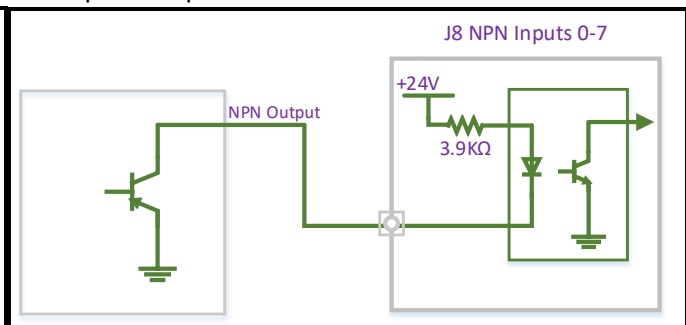 J8 NPN Inputs 0-7
+24V
NPN Output
3.9KΩ